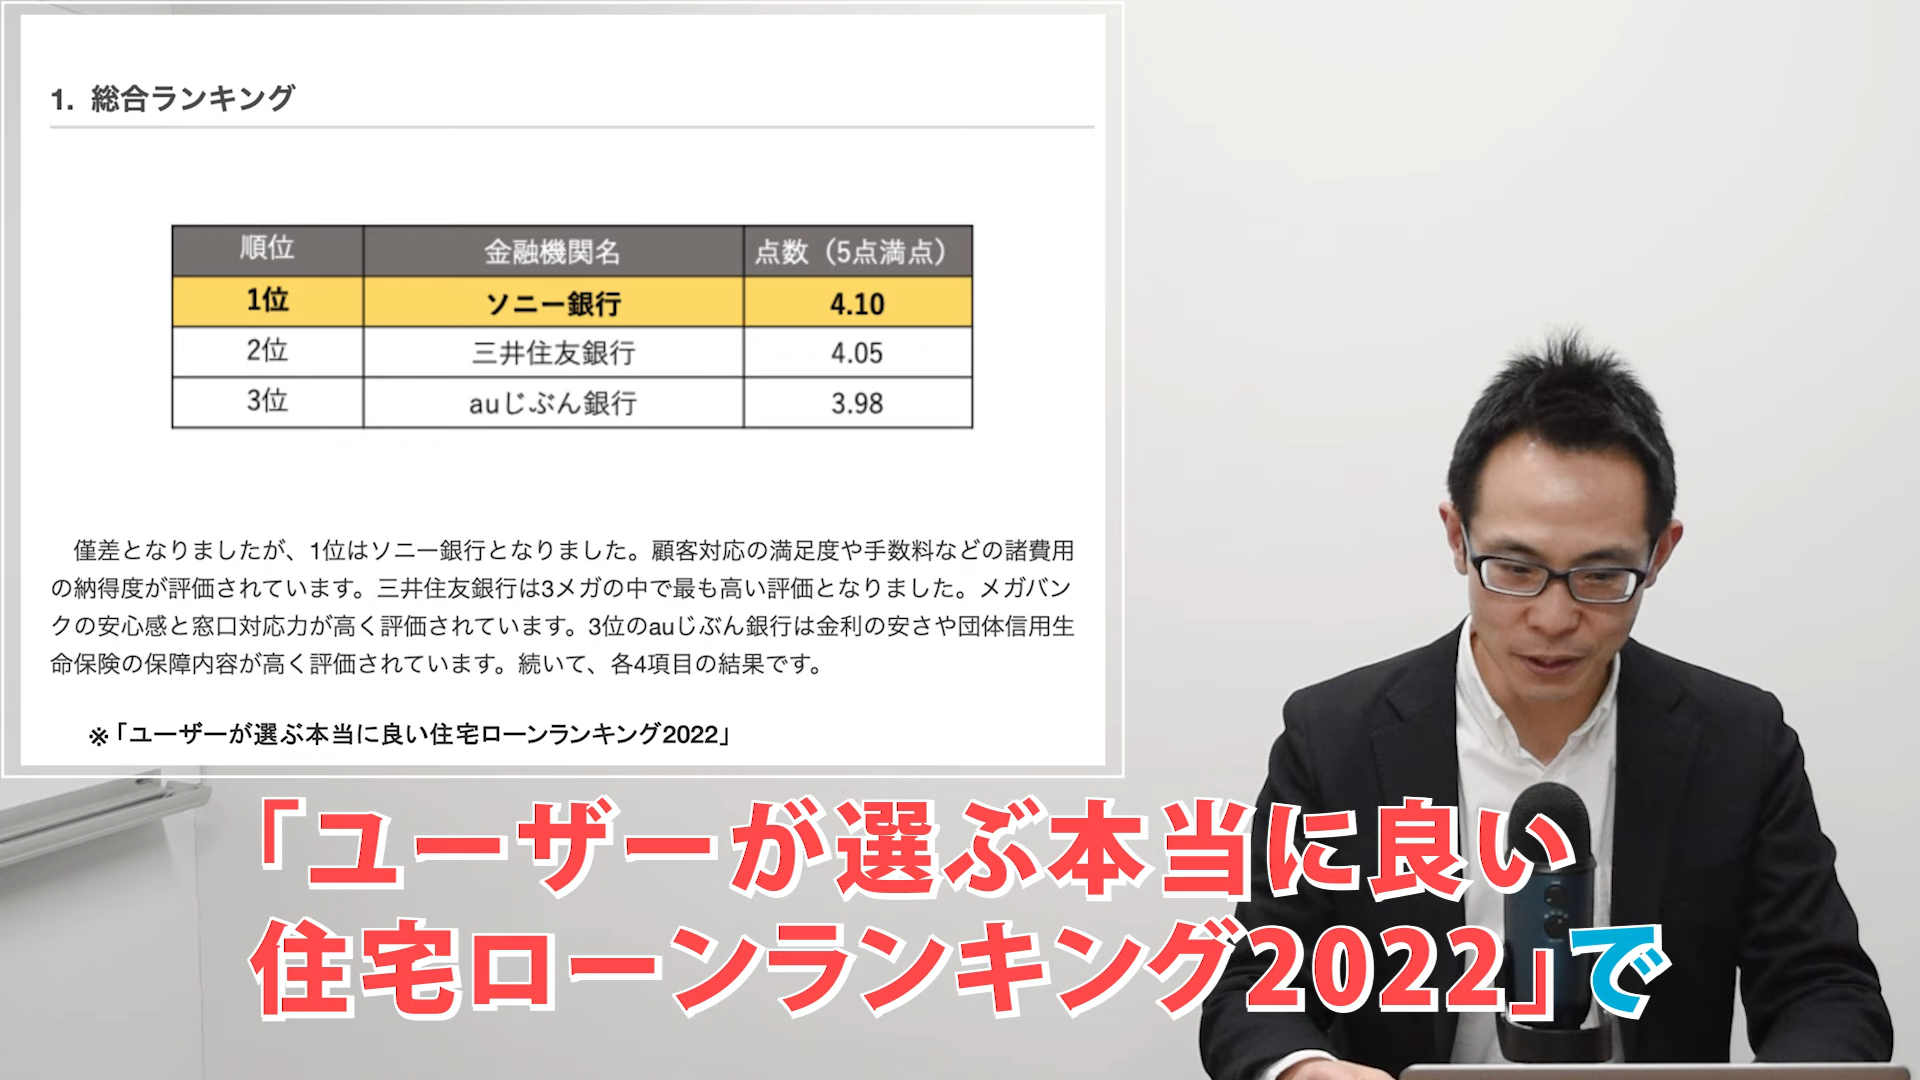 1. 総合ランキング
順位 金融機関名 点数（5点満点）
1位 ソニー銀行 4.10
2位 三井住友銀行 4.05
3位 auじぶん銀行 3.98
僅差となりましたが、1位はソニー銀行となりました。顧客対応の満足度や手数料などの諸費用
の納得度が評価されています。三井住友銀行は3メガの中で最も高い評価となりました。メガバン
クの安心感と窓口対応力が高く評価されています。3位のauじぶん銀行は金利の安さや団体信用生
命保険の保障内容が高く評価されています。続いて、各4項目の結果です。
※「ユーザーが選ぶ本当に良い住宅ローンランキング2022」
「ユーザーが選ぶ本当に良い
住宅ローンランキング2022」で